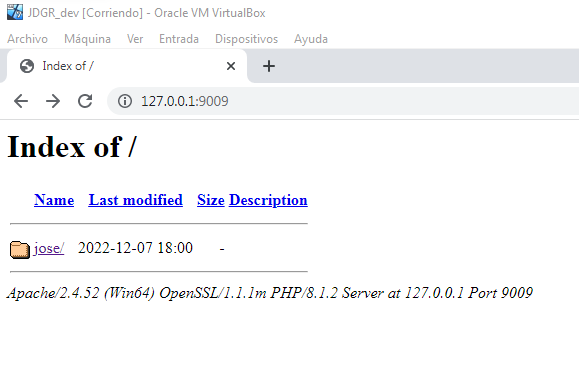 JDGR_dev [Corriendo] - Oracle VM VirtualBox
Archivo Máquina Ver Entrada Dispositivos Ayuda
Index of /
127.0.0.1:9009
Index of /
Name Last modified Size Description
jose/ 2022-12-07 18:00 -
Apache/2.4.52 (Win64) OpenSSL/1.1.1m PHP/8.1.2 Server at 127.0.0.1 Port 9009